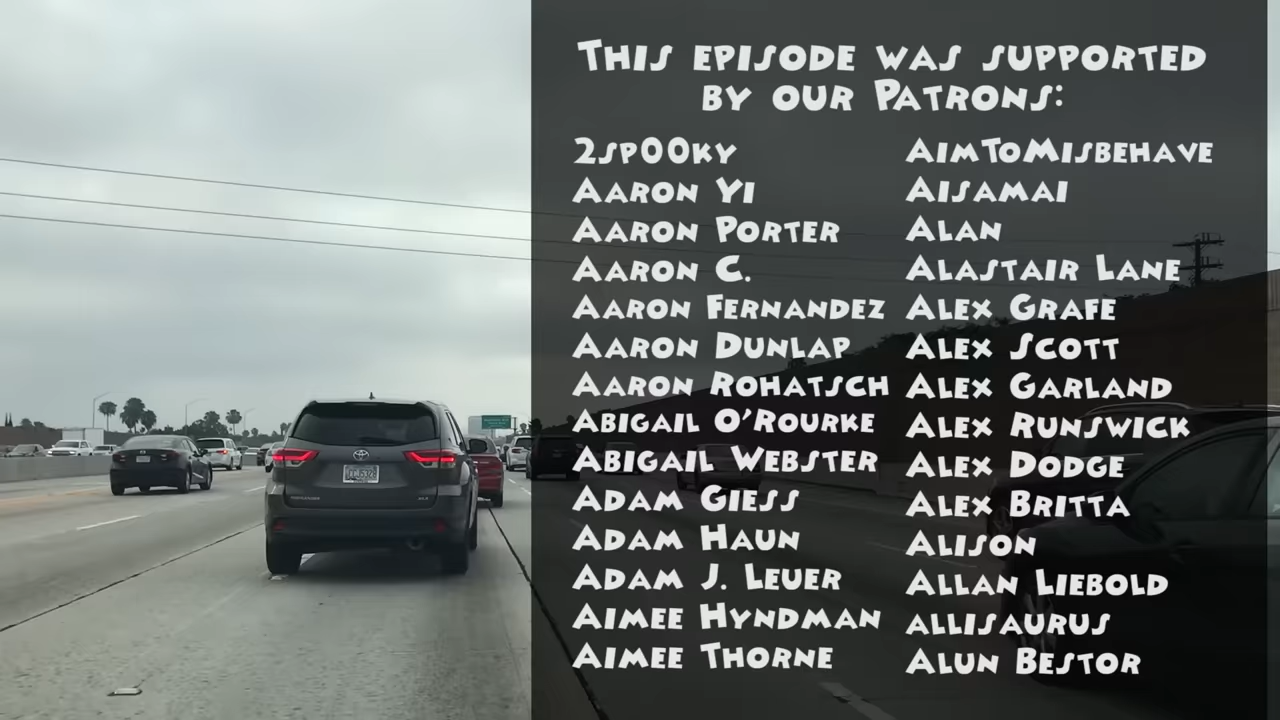 This episode was supported
by our Patrons:
2sp00ky
Aaron Yi
Aaron Porter
Aaron C.
Aaron Fernandez
Aaron Dunlap
Aaron Rohatsch
Abigail O'Rourke
Abigail Webster
Adam Giess
Adam Haun
Adam J. Leuer
Aimee Hyndman
Aimee Thorne
AimToMisbehave
Aisamai
Alan
Alastair Lane
Alex Grafe
Alex Scott
Alex Garland
Alex Runswick
Alex Dodge
Alex Britta
Alison
Allan Liebold
allisaurus
Alun Bestor